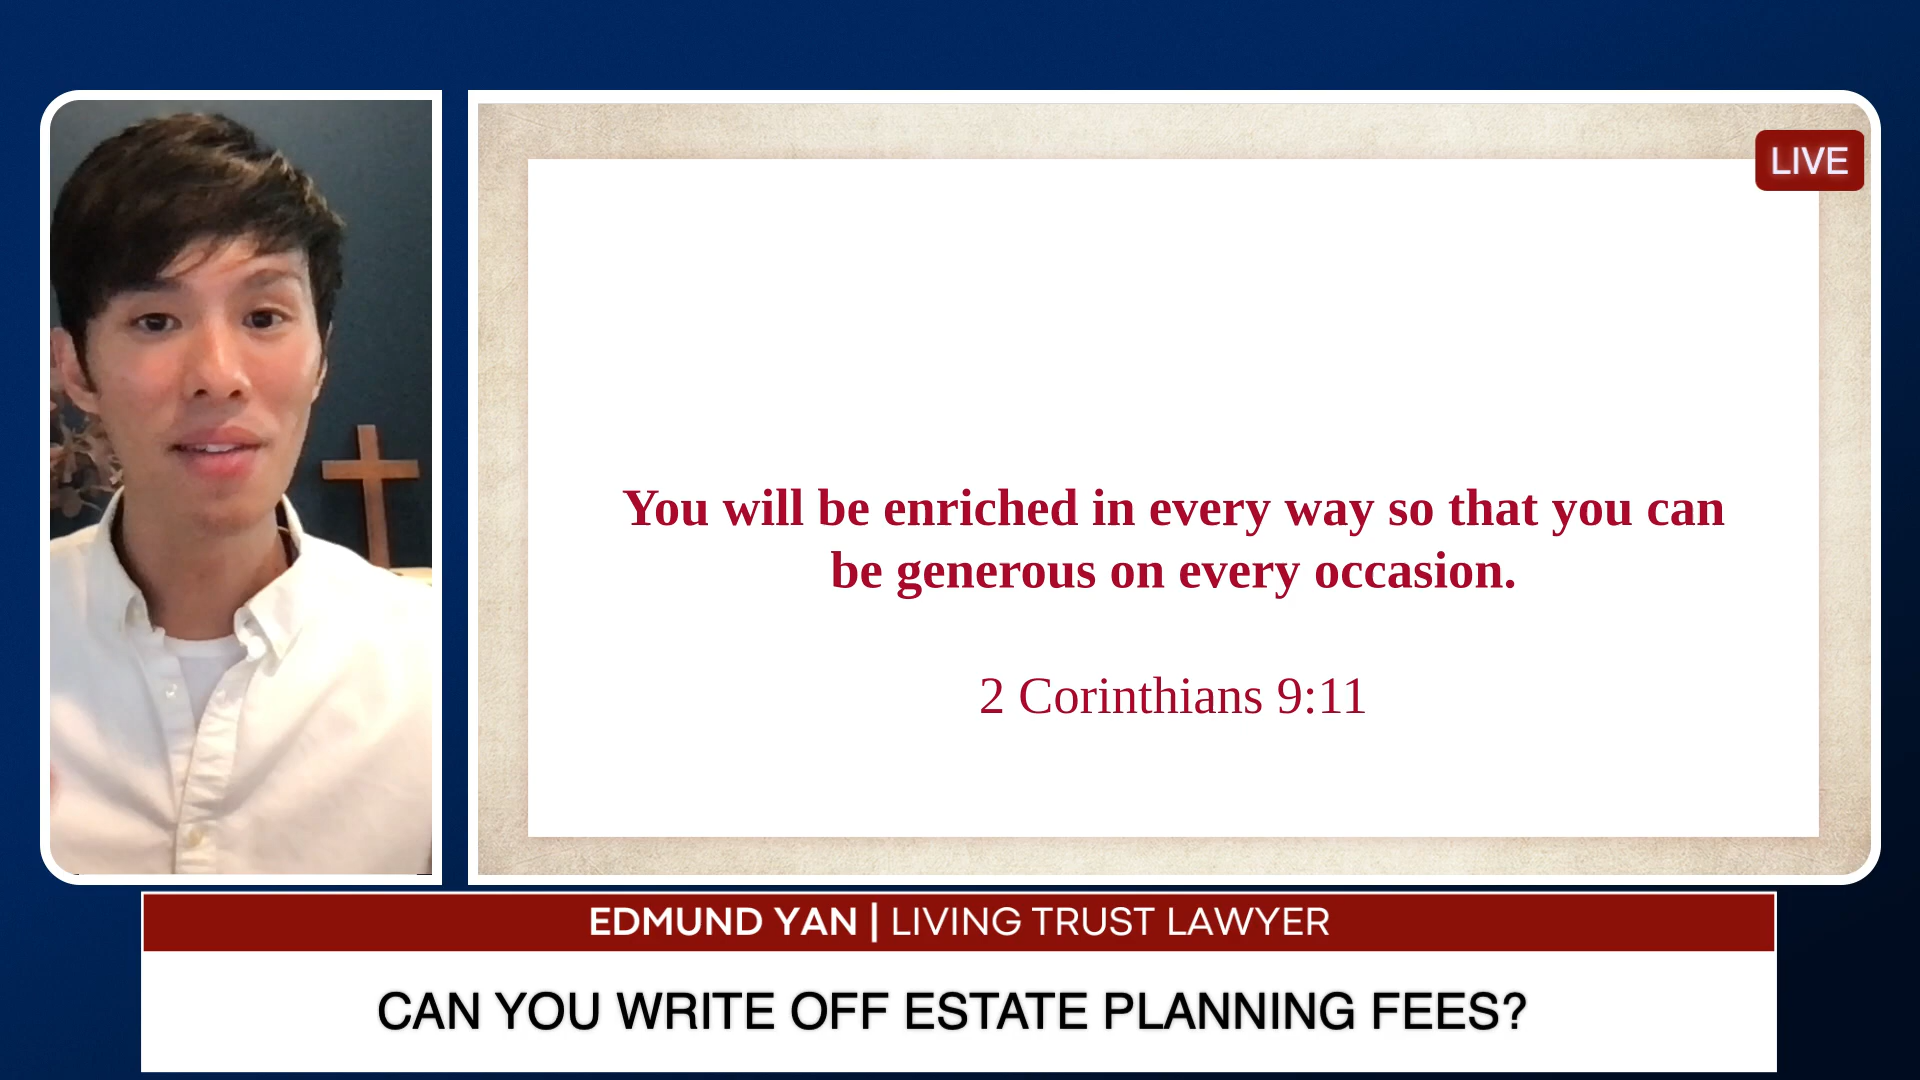 LIVE
You will be enriched in every way so that you can
be generous on every occasion.
2 Corinthians 9:11
EDMUND YAN | LIVING TRUST LAWYER
CAN YOU WRITE OFF ESTATE PLANNING FEES?